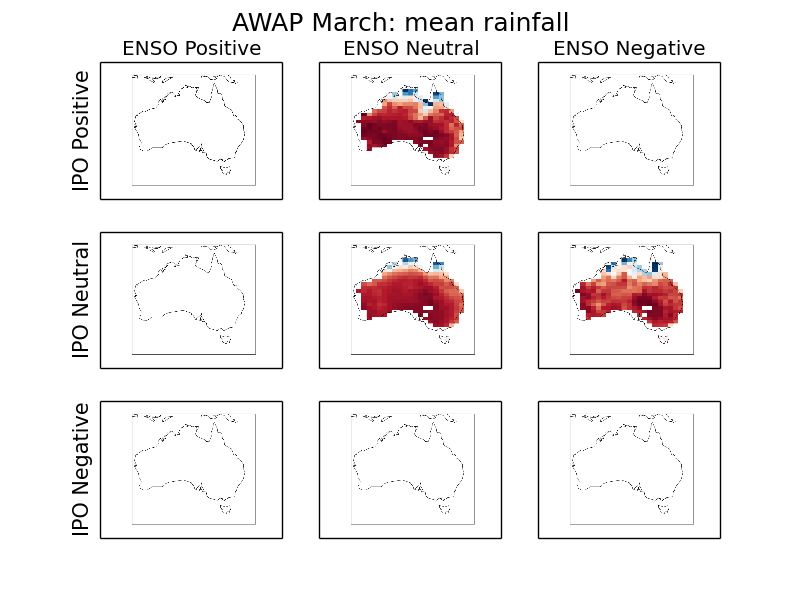 AWAP March: mean rainfall
ENSO Positive
ENSO Neutral
ENSO Negative
IPO Positive
IPO Neutral
IPO Negative